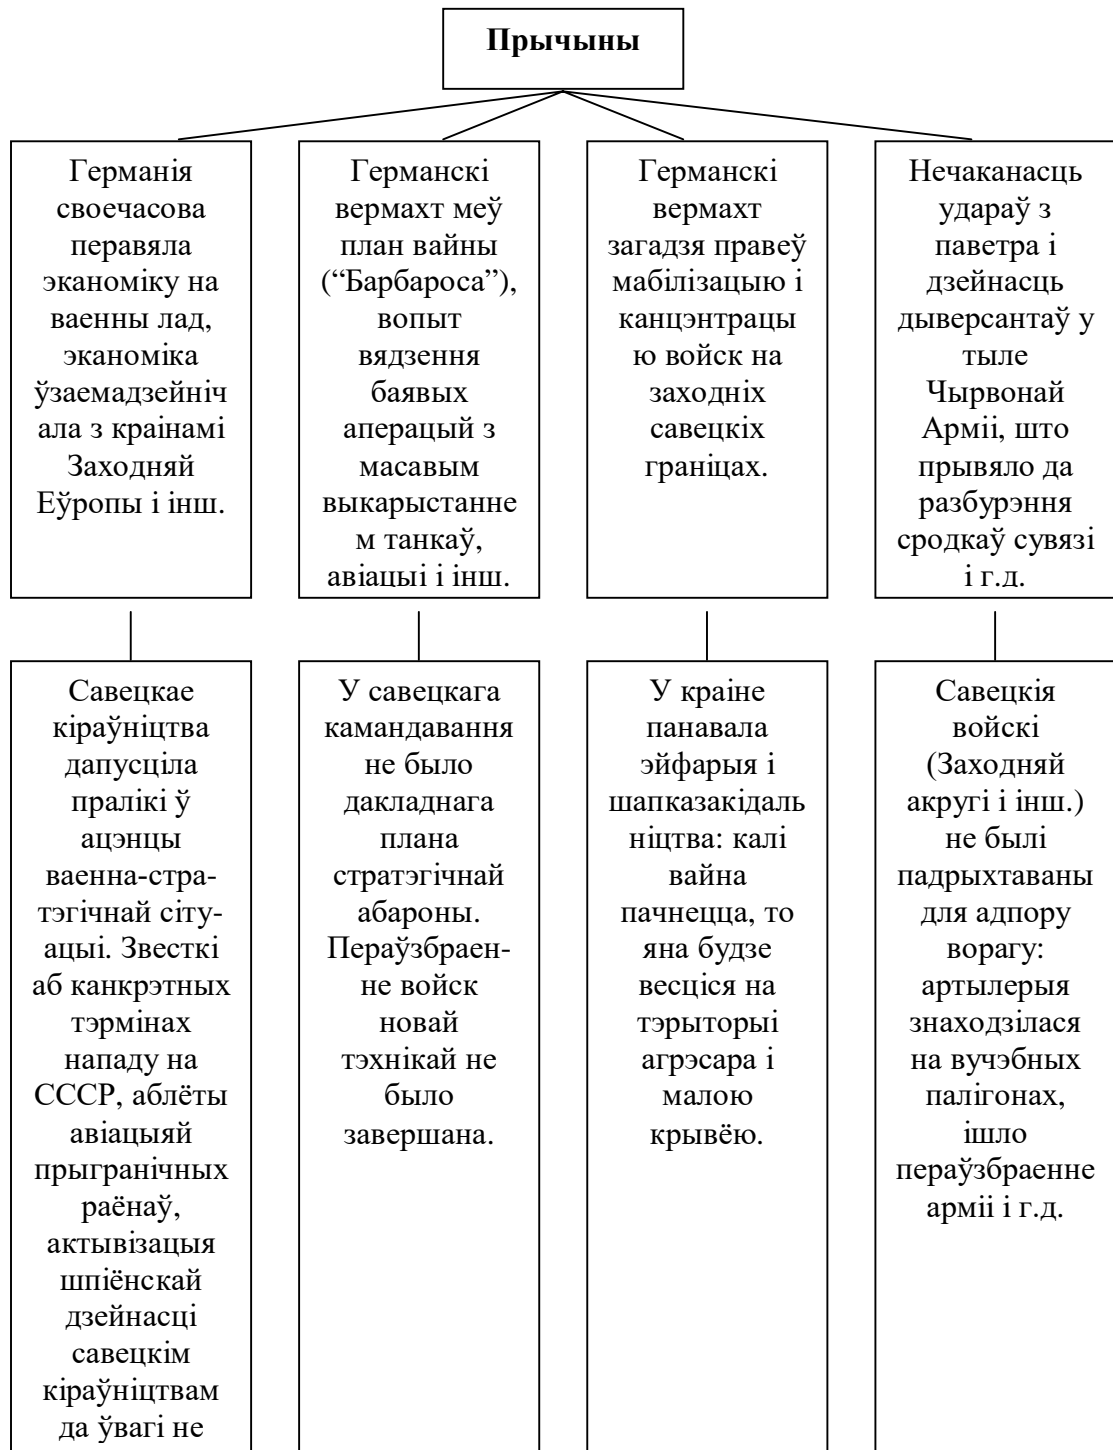 Прычыны
Германія
своечасова
перавяла
эканоміку на
ваенны лад,
эканоміка
ўзаемадзейніч
ала з краінамі
Заходняй
Еўропы і інш.
Германскі
вермахт меў
план вайны
(“Барбароса”),
вопыт
вядзення
баявых
аперацый з
масавым
выкарыстанне
м танкаў,
авіацыі і інш.
Германскі
вермахт
загадзя правеў
мабілізацыю і
канцэнтрацы
ю войск на
заходніх
савецкіх
граніцах.
Нечаканасць
удараў з
паветра і
дзейнасць
дыверсантаў у
тыле
Чырвонай
Арміі, што
прывяло да
разбурэння
сродкаў сувязі
і г.д.
Савецкае
кіраўніцтва
дапусціла
пралікі ў
ацэнцы
ваенна-стра-
тэгічнай сіту-
ацыі. Звесткі
аб канкрэтных
тэрмінах
нападу на
СССР, аблёты
авіацыяй
прыгранічных
раёнаў,
актывізацыя
шпіёнскай
дзейнасці
савецкім
кіраўніцтвам
да ўвагі не
У савецкага
камандавання
не было
дакладнага
плана
стратэгічнай
абароны.
Пераўзбраен-
не войск
новай
тэхнікай не
было
завершана.
У краіне
панавала
эйфарыя і
шапказакідаль
ніцтва: калі
вайна
пачнецца, то
яна будзе
весціся на
тэрыторыі
агрэсара і
малою
крывёю.
Савецкія
войскі
(Заходняй
акругі і інш.)
не былі
падрыхтаваны
для адпору
ворагу:
артылерыя
знаходзілася
на вучэбных
палігонах,
ішло
пераўзбраенне
арміі і г.д.